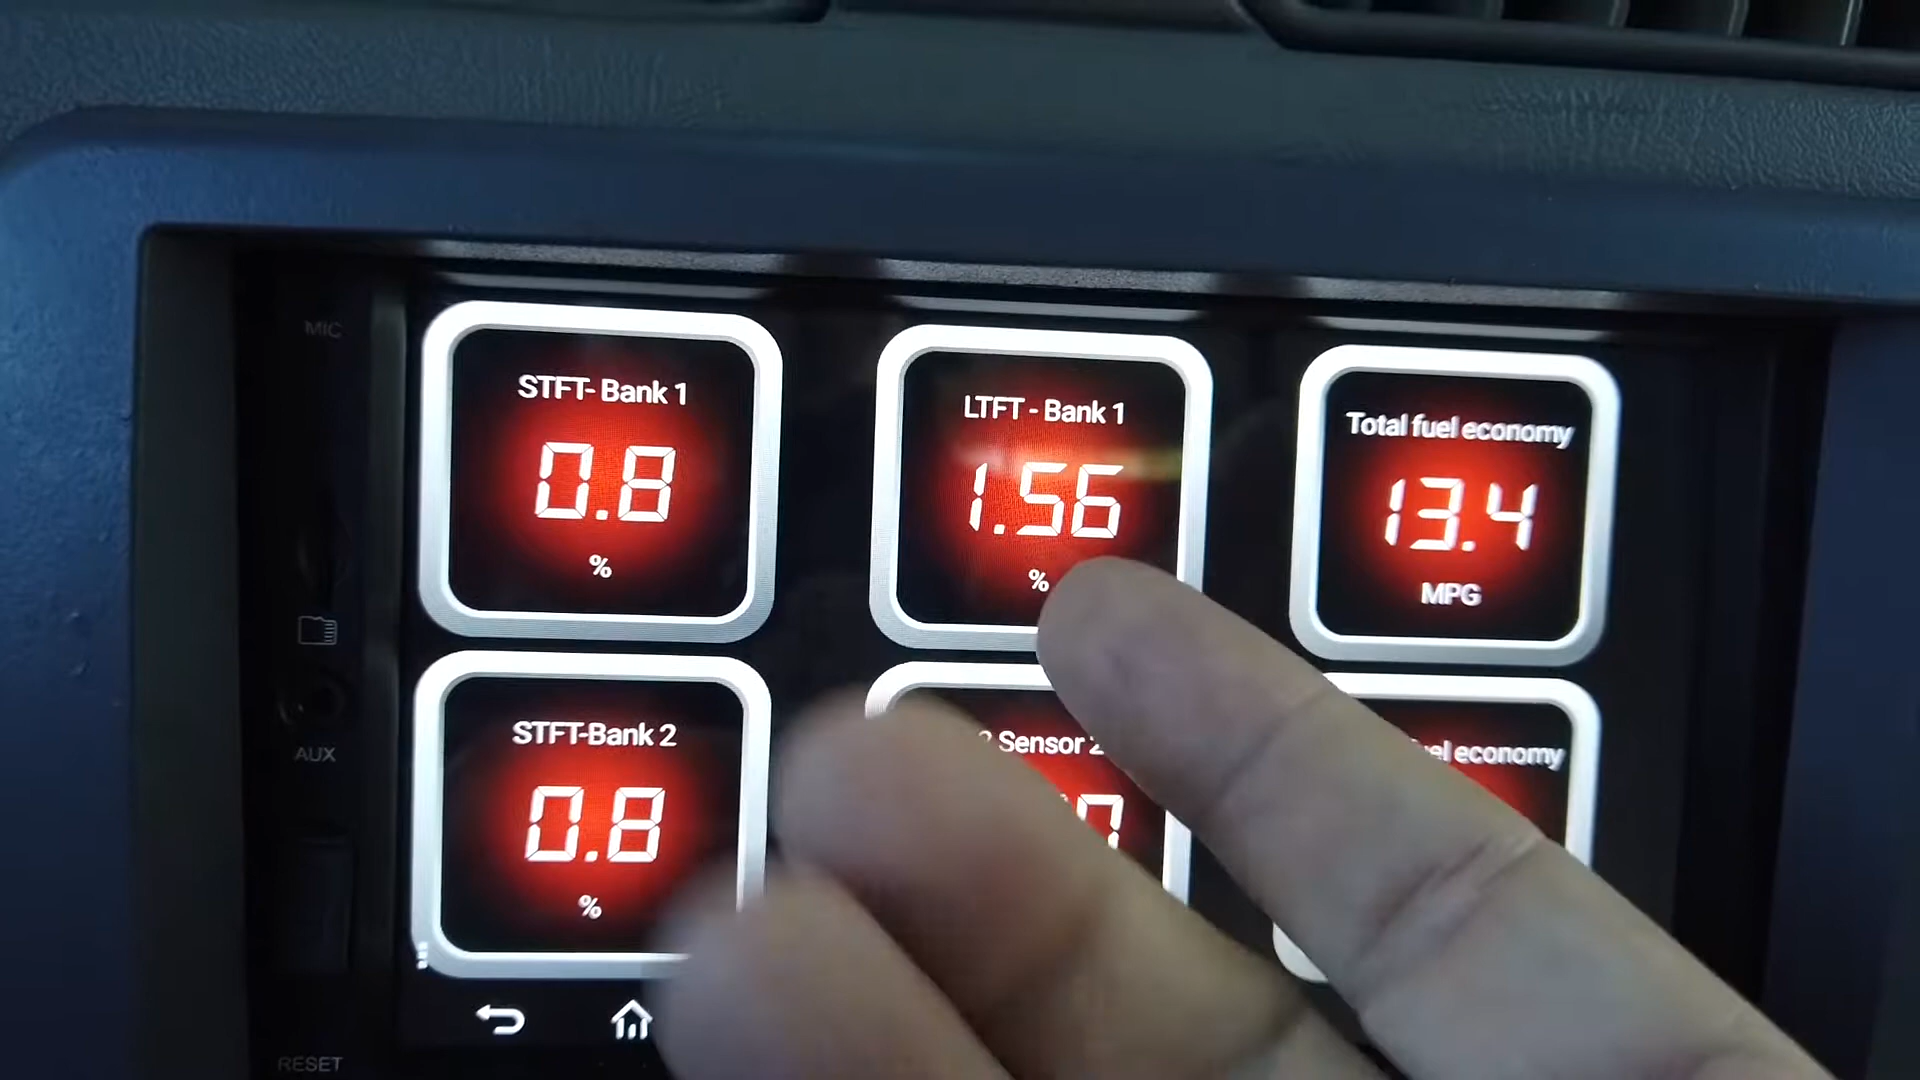 MIC
STFT- Bank 1
0.8
%
LTFT - Bank 1
1.56
%
Total fuel economy
13.4
MPG
AUX
STFT-Bank 2
0.8
%
Sensor 2
economy
RESET